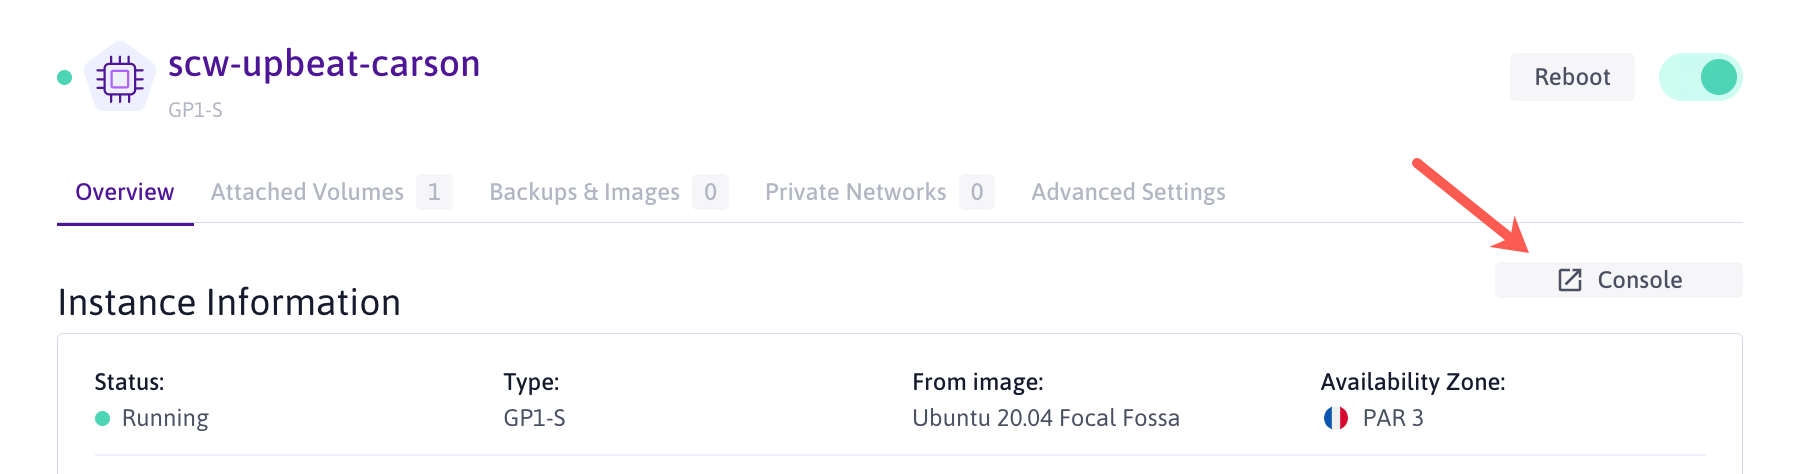 scw-upbeat-carson
GP1-S
Reboot
Overview Attached Volumes 1 Backups & Images 0 Private Networks 0 Advanced Settings
Console
Instance Information
Status: Type: From image: Availability Zone:
Running GP1-S Ubuntu 20.04 Focal Fossa PAR 3